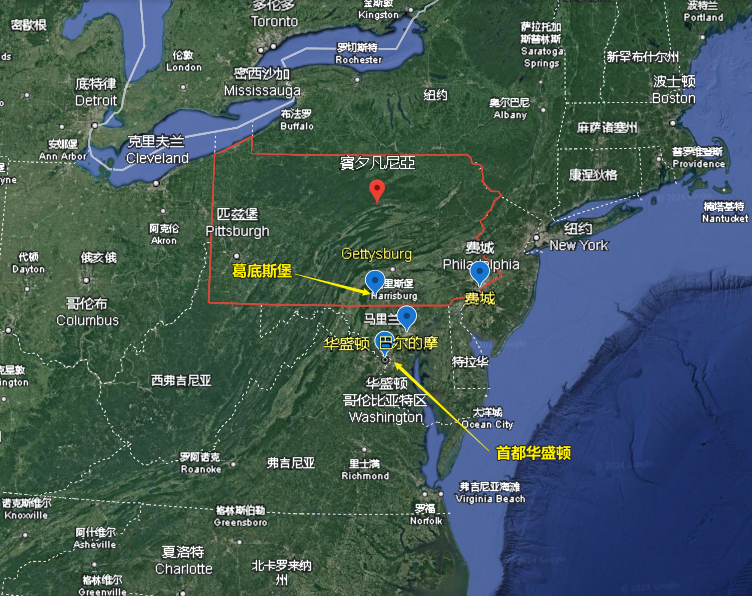 多伦多
Toronto
金斯敦
Kingston
波特兰
Portland
密歇根
罗切斯特
Rochester
萨拉托加
斯普林斯
Saratoga
Springs
新罕布什尔州
伦敦
London
密西沙加
Mississauga
底特律
Detroit
纽约
奥尔巴尼
Albany
波士顿
Boston
布法罗
Buffalo
麻萨诸塞州
安娜堡
Ann Arbor
克里夫兰
Cleveland
普罗维登斯
Providence
賓夕凡尼亞
康涅狄格
楠塔基特
Nantucket
匹兹堡
Pittsburgh
阿克伦
Akron
纽约
New York
费城
Philadelphia
代顿
Dayton
俄亥俄
Gettysburg
葛底斯堡
里斯堡
Harrisburg
费城
哥伦布
Columbus
马里兰
华盛顿
巴尔的摩
特拉华
西弗吉尼亚
华盛顿
哥伦比亚特区
Washington
大洋城
Ocean City
首都华盛顿
罗阿诺克
Roanoke
弗吉尼亚
里士满
Richmond
弗吉尼亚海滩
Virginia Beach
诺克斯维尔
Knoxville
格林斯伯勒
Greensboro
罗福
Norfolk
阿什维尔
Asheville
夏洛特
Charlotte
北卡罗来纳
州
格林维尔
Greenville